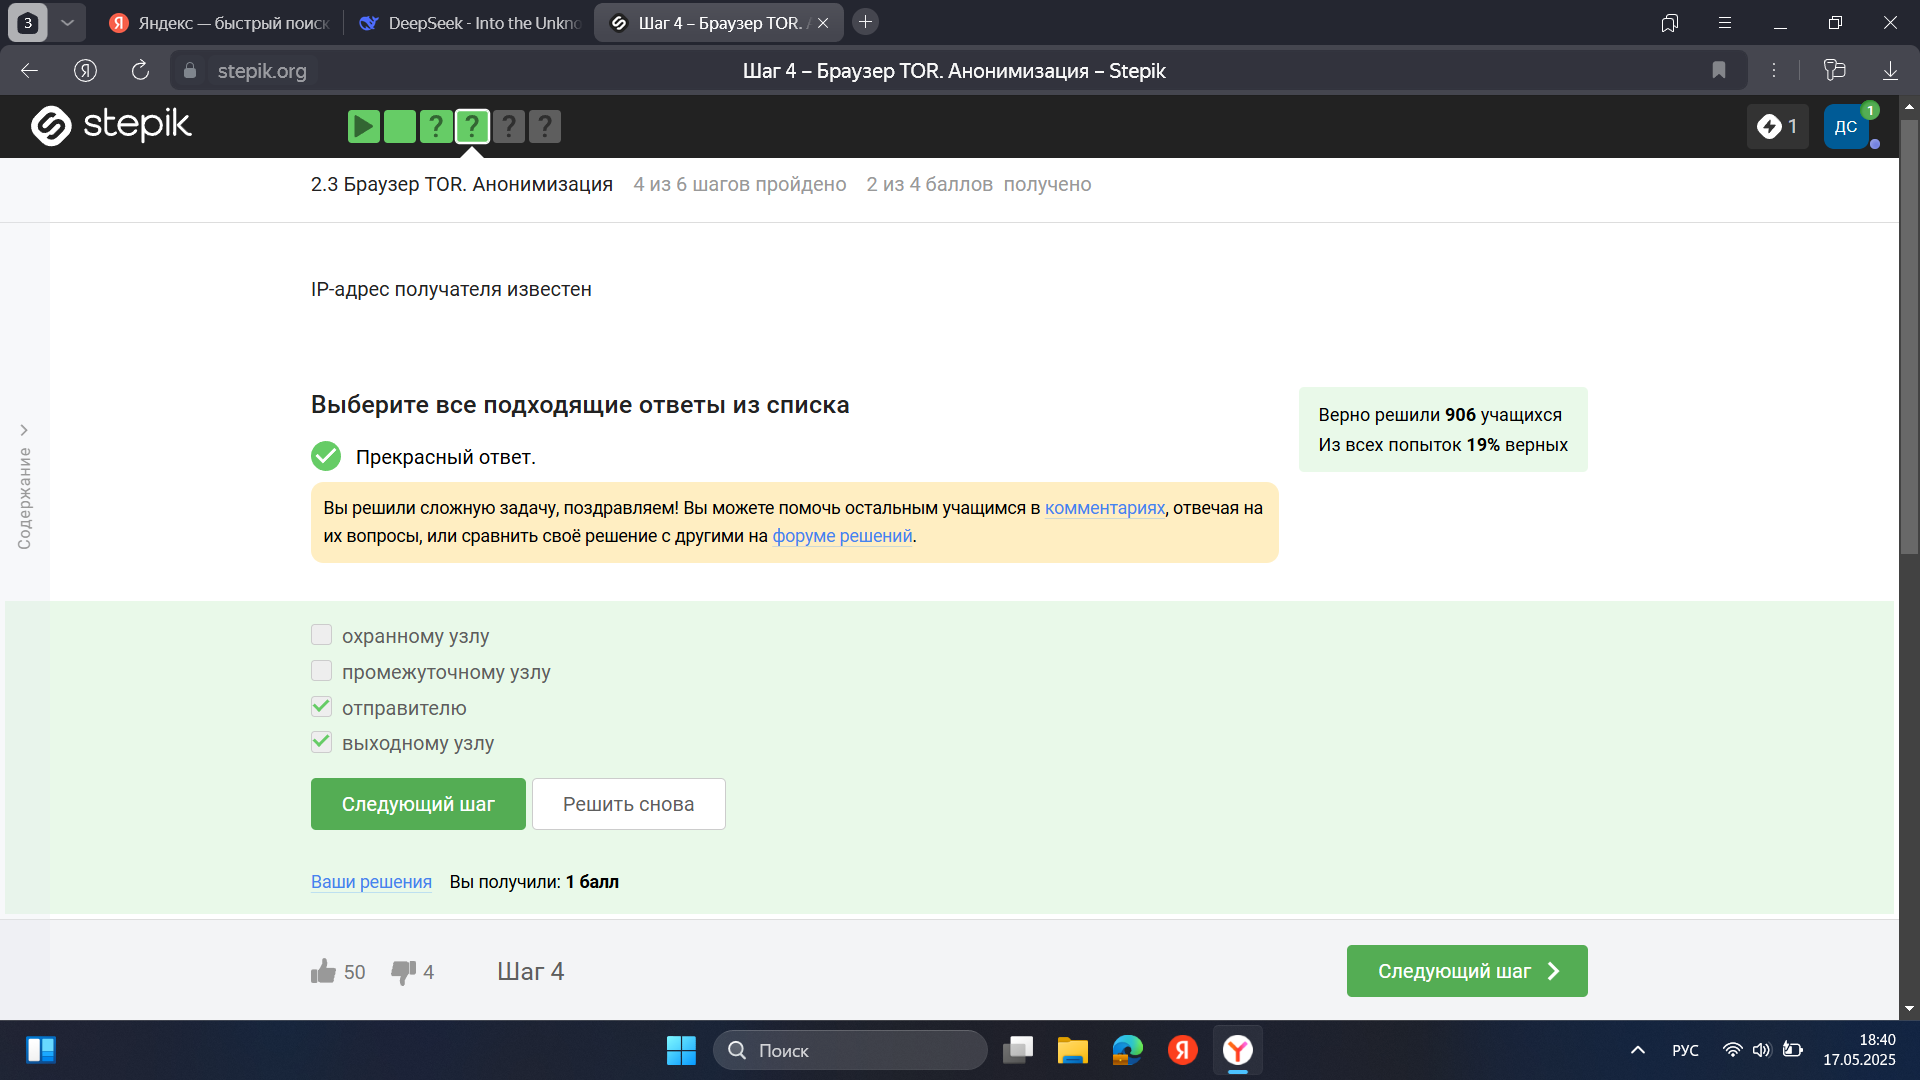 3
Яндекс — быстрый поиск
DeepSeek - Into the Unkno
Шаг 4 – Браузер TOR.
stepik.org
Шаг 4 – Браузер TOR. Анонимизация – Stepik
stepik
? ? ? ?
1
ДС
1
2.3 Браузер TOR. Анонимизация 4 из 6 шагов пройдено 2 из 4 баллов получено
Содержание
IP-адрес получателя известен
Выберите все подходящие ответы из списка
Верно решили 906 учащихся
Из всех попыток 19% верных
Прекрасный ответ.
Вы решили сложную задачу, поздравляем! Вы можете помочь остальным учащимся в комментариях, отвечая на
их вопросы, или сравнить своё решение с другими на форуме решений.
охранному узлу
промежуточному узлу
отправителю
выходному узлу
Следующий шаг
Решить снова
Ваши решения Вы получили: 1 балл
50
4
Шаг 4
Следующий шаг
Поиск
РУС
18:40
17.05.2025